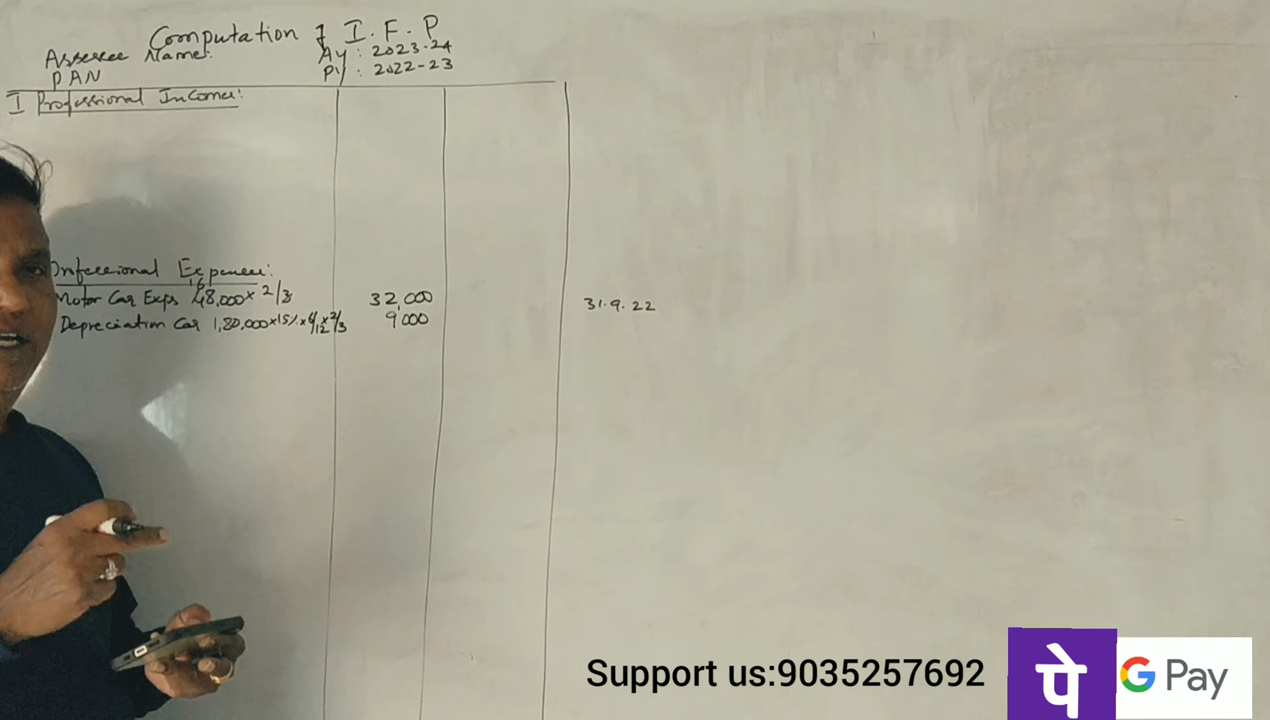 Computation of I. F. P
Assessee Name:
Ay : 2023-24
PAN
Py : 2022-23
I Professional Income:
Professional Expenses:
16
Motor Car Exps 48,000 × 2/3 32,000
31.9.22
Depreciation Car 1,80,000×15%×6/12×2/3 9,000
Support us:9035257692
पे
G Pay